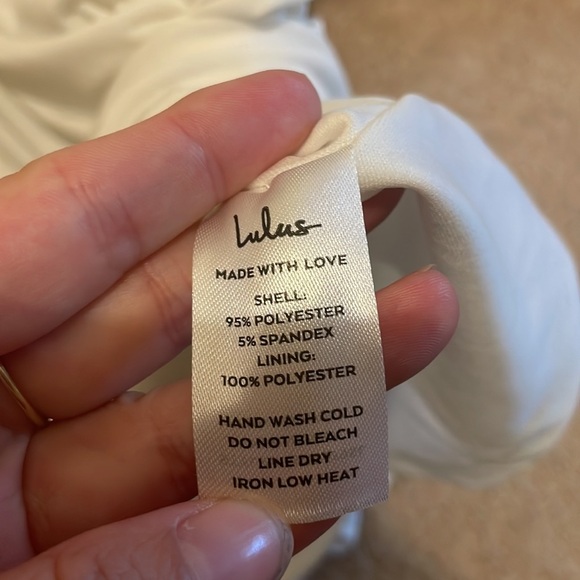 Lulus
MADE WITH LOVE
SHELL:
95% POLYESTER
5% SPANDEX
LINING:
100% POLYESTER
HAND WASH COLD
DO NOT BLEACH
LINE DRY
IRON LOW HEAT